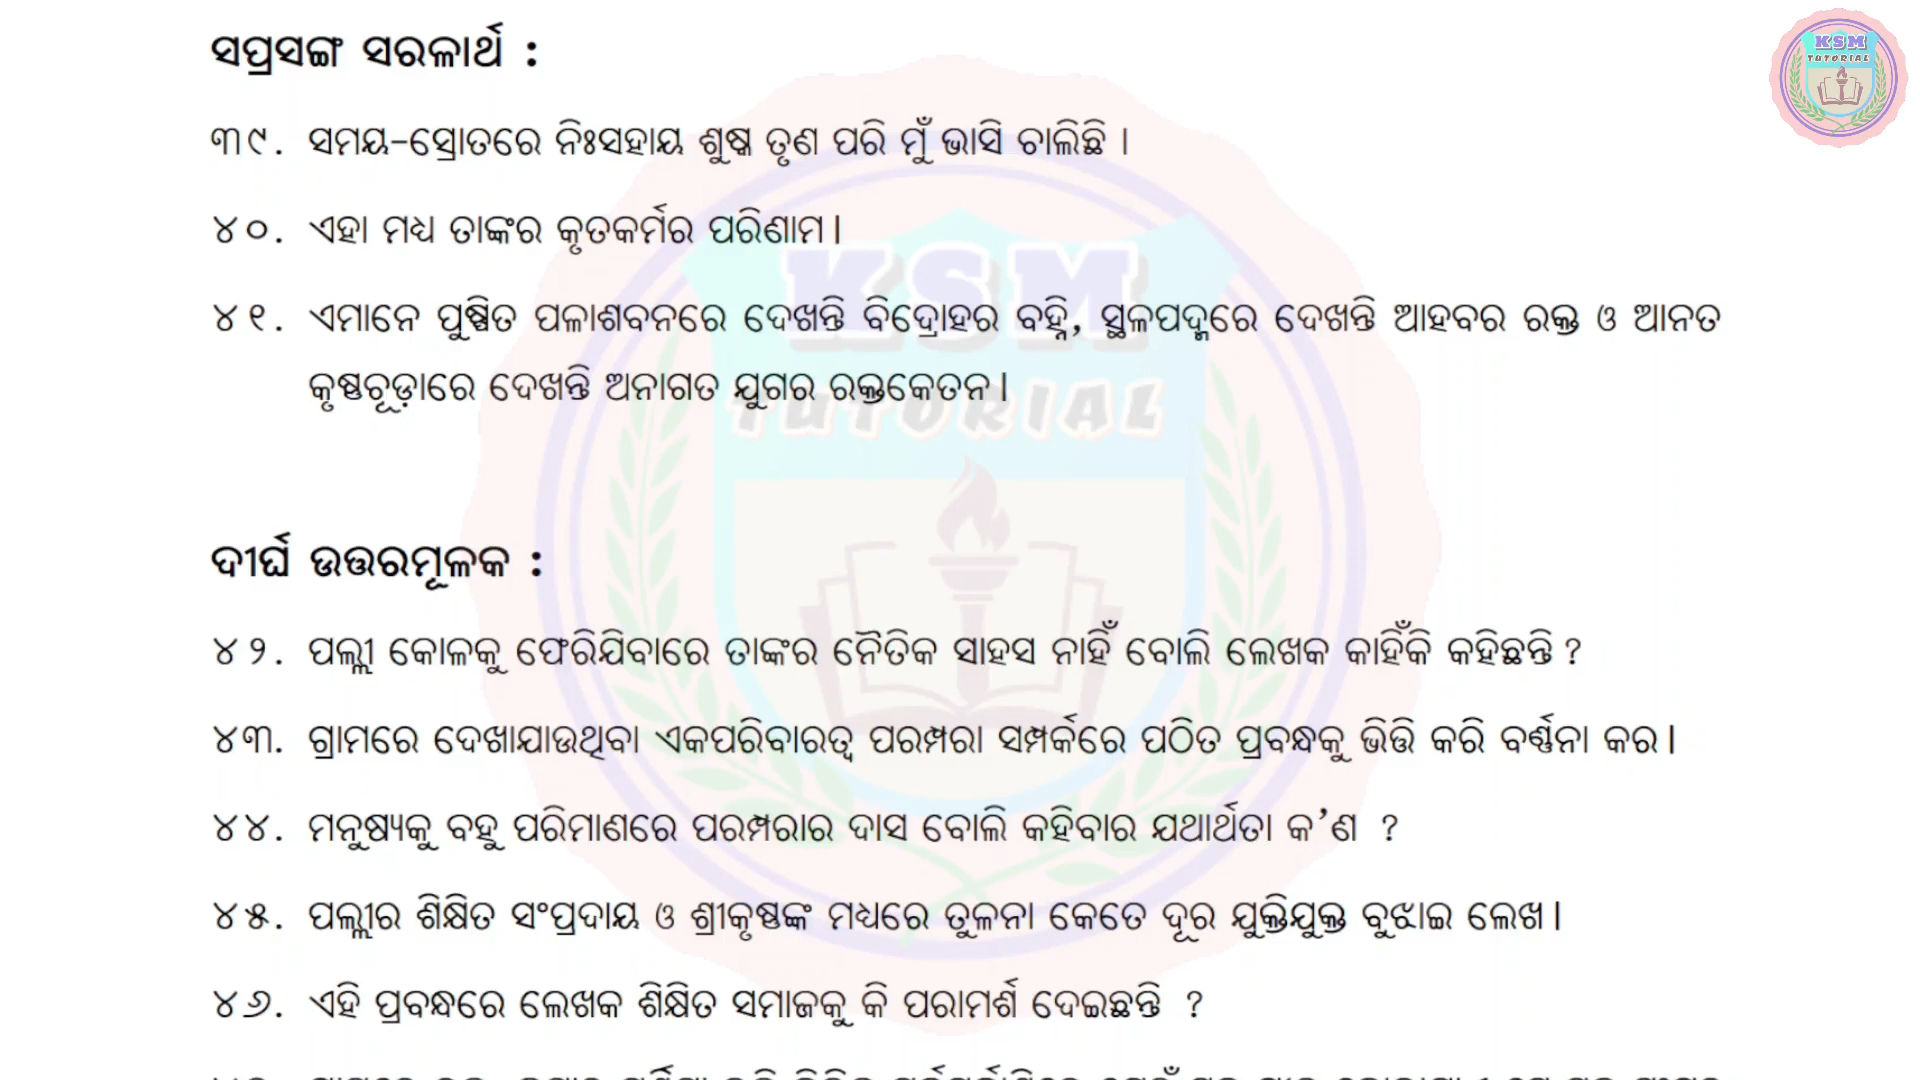 ସପ୍ରସଙ୍ଗ ସରଳାର୍ଥ :
KSM
TUTORIAL
୩୯. ସମୟ-ସ୍ରୋତରେ ନିଃସହାୟ ଶୁଷ୍କ ତୃଣ ପରି ମୁଁ ଭାସି ଚାଲିଛି ।
୪୦. ଏହା ମଧ୍ୟ ତାଙ୍କର କୃତକର୍ମର ପରିଣାମ।
୪୧. ଏମାନେ ପୁଷ୍ପିତ ପଳାଶବନରେ ଦେଖନ୍ତି ବିଦ୍ରୋହର ବହ୍ନି, ସ୍ଥଳପଦ୍ମରେ ଦେଖନ୍ତି ଆହବର ରକ୍ତ ଓ ଆନତ
କୃଷ୍ଣଚୂଡ଼ାରେ ଦେଖନ୍ତି ଅନାଗତ ଯୁଗର ରକ୍ତକେତନ।
KSM
TUTORIAL
ଦୀର୍ଘ ଉତ୍ତରମୂଳକ :
୪୨. ପଲ୍ଲୀ କୋଳକୁ ଫେରିଯିବାରେ ତାଙ୍କର ନୈତିକ ସାହସ ନାହିଁ ବୋଲି ଲେଖକ କାହିଁକି କହିଛନ୍ତି ?
୪୩. ଗ୍ରାମରେ ଦେଖାଯାଉଥିବା ଏକପରିବାରତ୍ୱ ପରମ୍ପରା ସମ୍ପର୍କରେ ପଠିତ ପ୍ରବନ୍ଧକୁ ଭିତ୍ତି କରି ବର୍ଣ୍ଣନା କର।
୪୪. ମନୁଷ୍ୟକୁ ବହୁ ପରିମାଣରେ ପରମ୍ପରାର ଦାସ ବୋଲି କହିବାର ଯଥାର୍ଥତା କ’ଣ ?
୪୫. ପଲ୍ଲୀର ଶିକ୍ଷିତ ସଂପ୍ରଦାୟ ଓ ଶ୍ରୀକୃଷ୍ଣଙ୍କ ମଧ୍ୟରେ ତୁଳନା କେତେ ଦୂର ଯୁକ୍ତିଯୁକ୍ତ ବୁଝାଇ ଲେଖ।
୪୬. ଏହି ପ୍ରବନ୍ଧରେ ଲେଖକ ଶିକ୍ଷିତ ସମାଜକୁ କି ପରାମର୍ଶ ଦେଇଛନ୍ତି ?